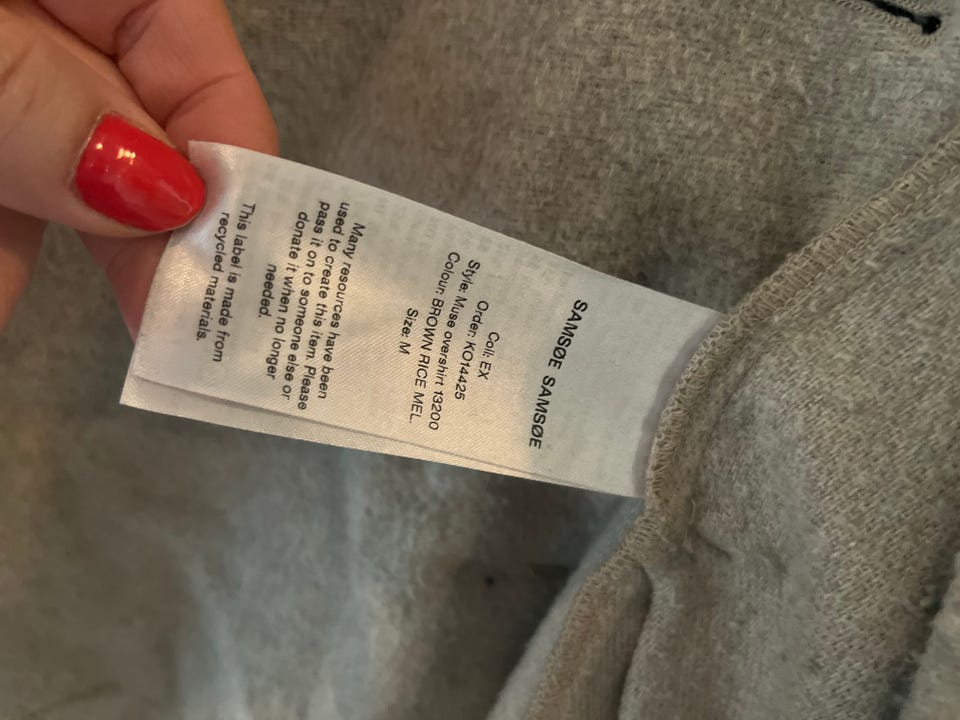 SAMSØE SAMSØE
Coll: EX
Order: KO14425
Style: Muse overshirt 13200
Colour: BROWN RICE MEL.
Size: M
Many resources have been
used to create this item. Please
pass it on to someone else or
donate it when no longer
needed.
This label is made from
recycled materials.